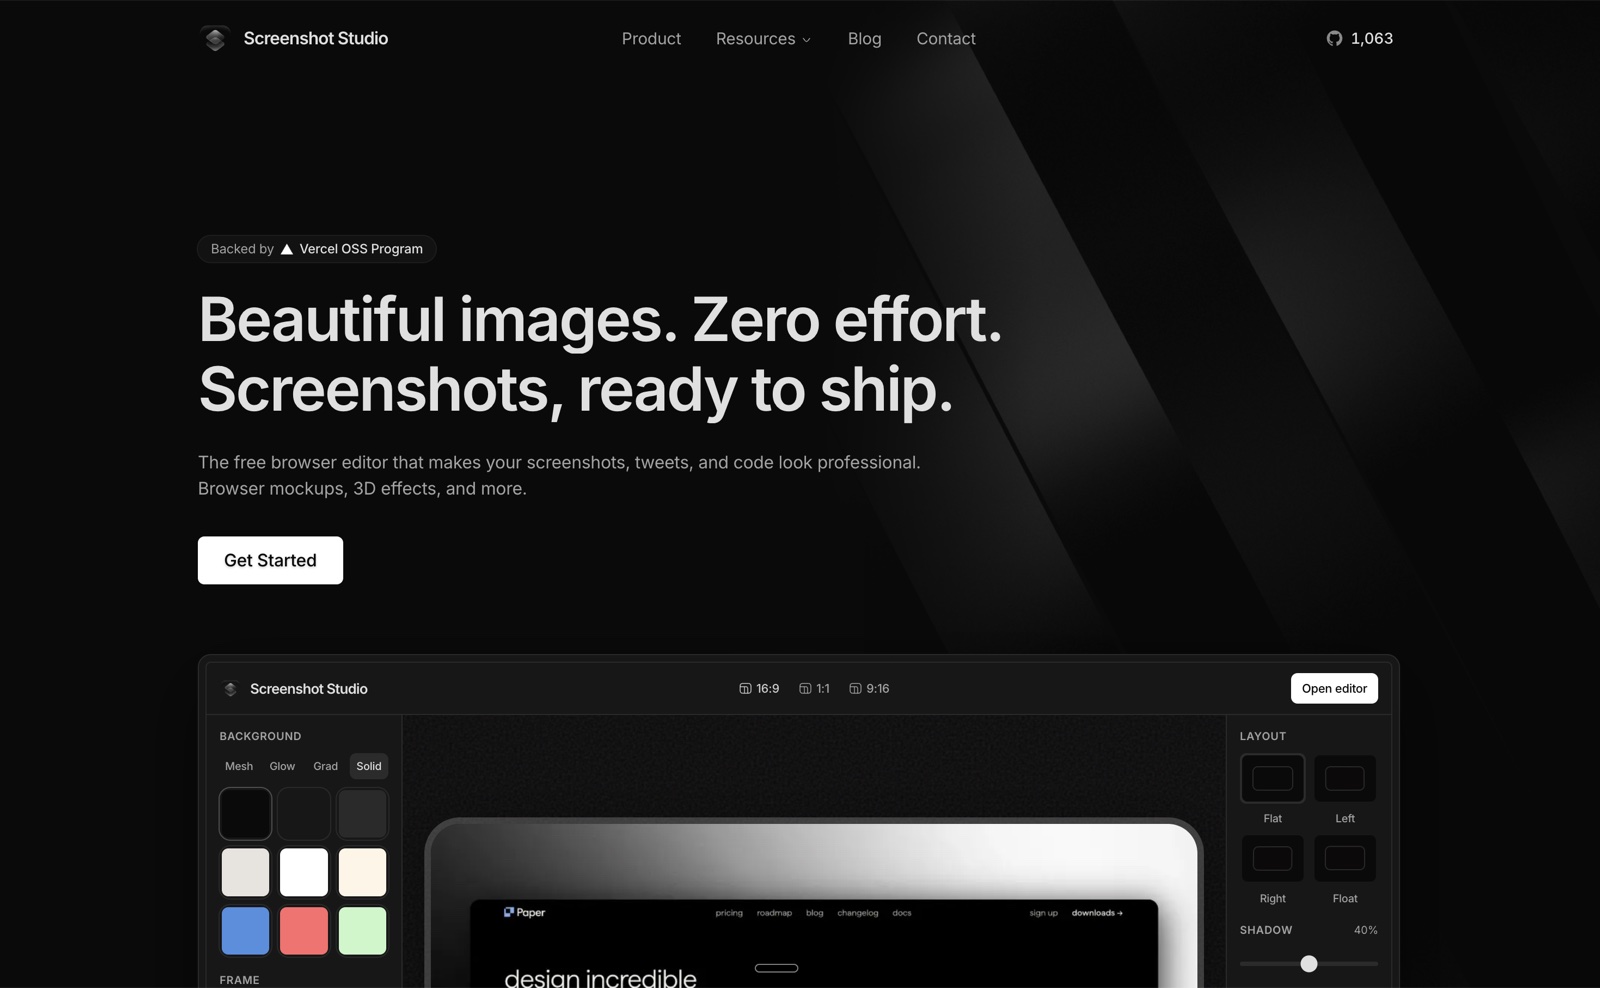 Screenshot Studio
Product
Resources
Blog
Contact
1,063
Backed by Vercel OSS Program
Beautiful images. Zero effort.
Screenshots, ready to ship.
The free browser editor that makes your screenshots, tweets, and code look professional.
Browser mockups, 3D effects, and more.
Get Started
Screenshot Studio
16:9
1:1
9:16
Open editor
BACKGROUND
Mesh
Glow
Grad
Solid
FRAME
Paper
pricing
roadmap
blog
changelog
docs
sign up
downloads →
design incredible
LAYOUT
Flat
Left
Right
Float
SHADOW
40%